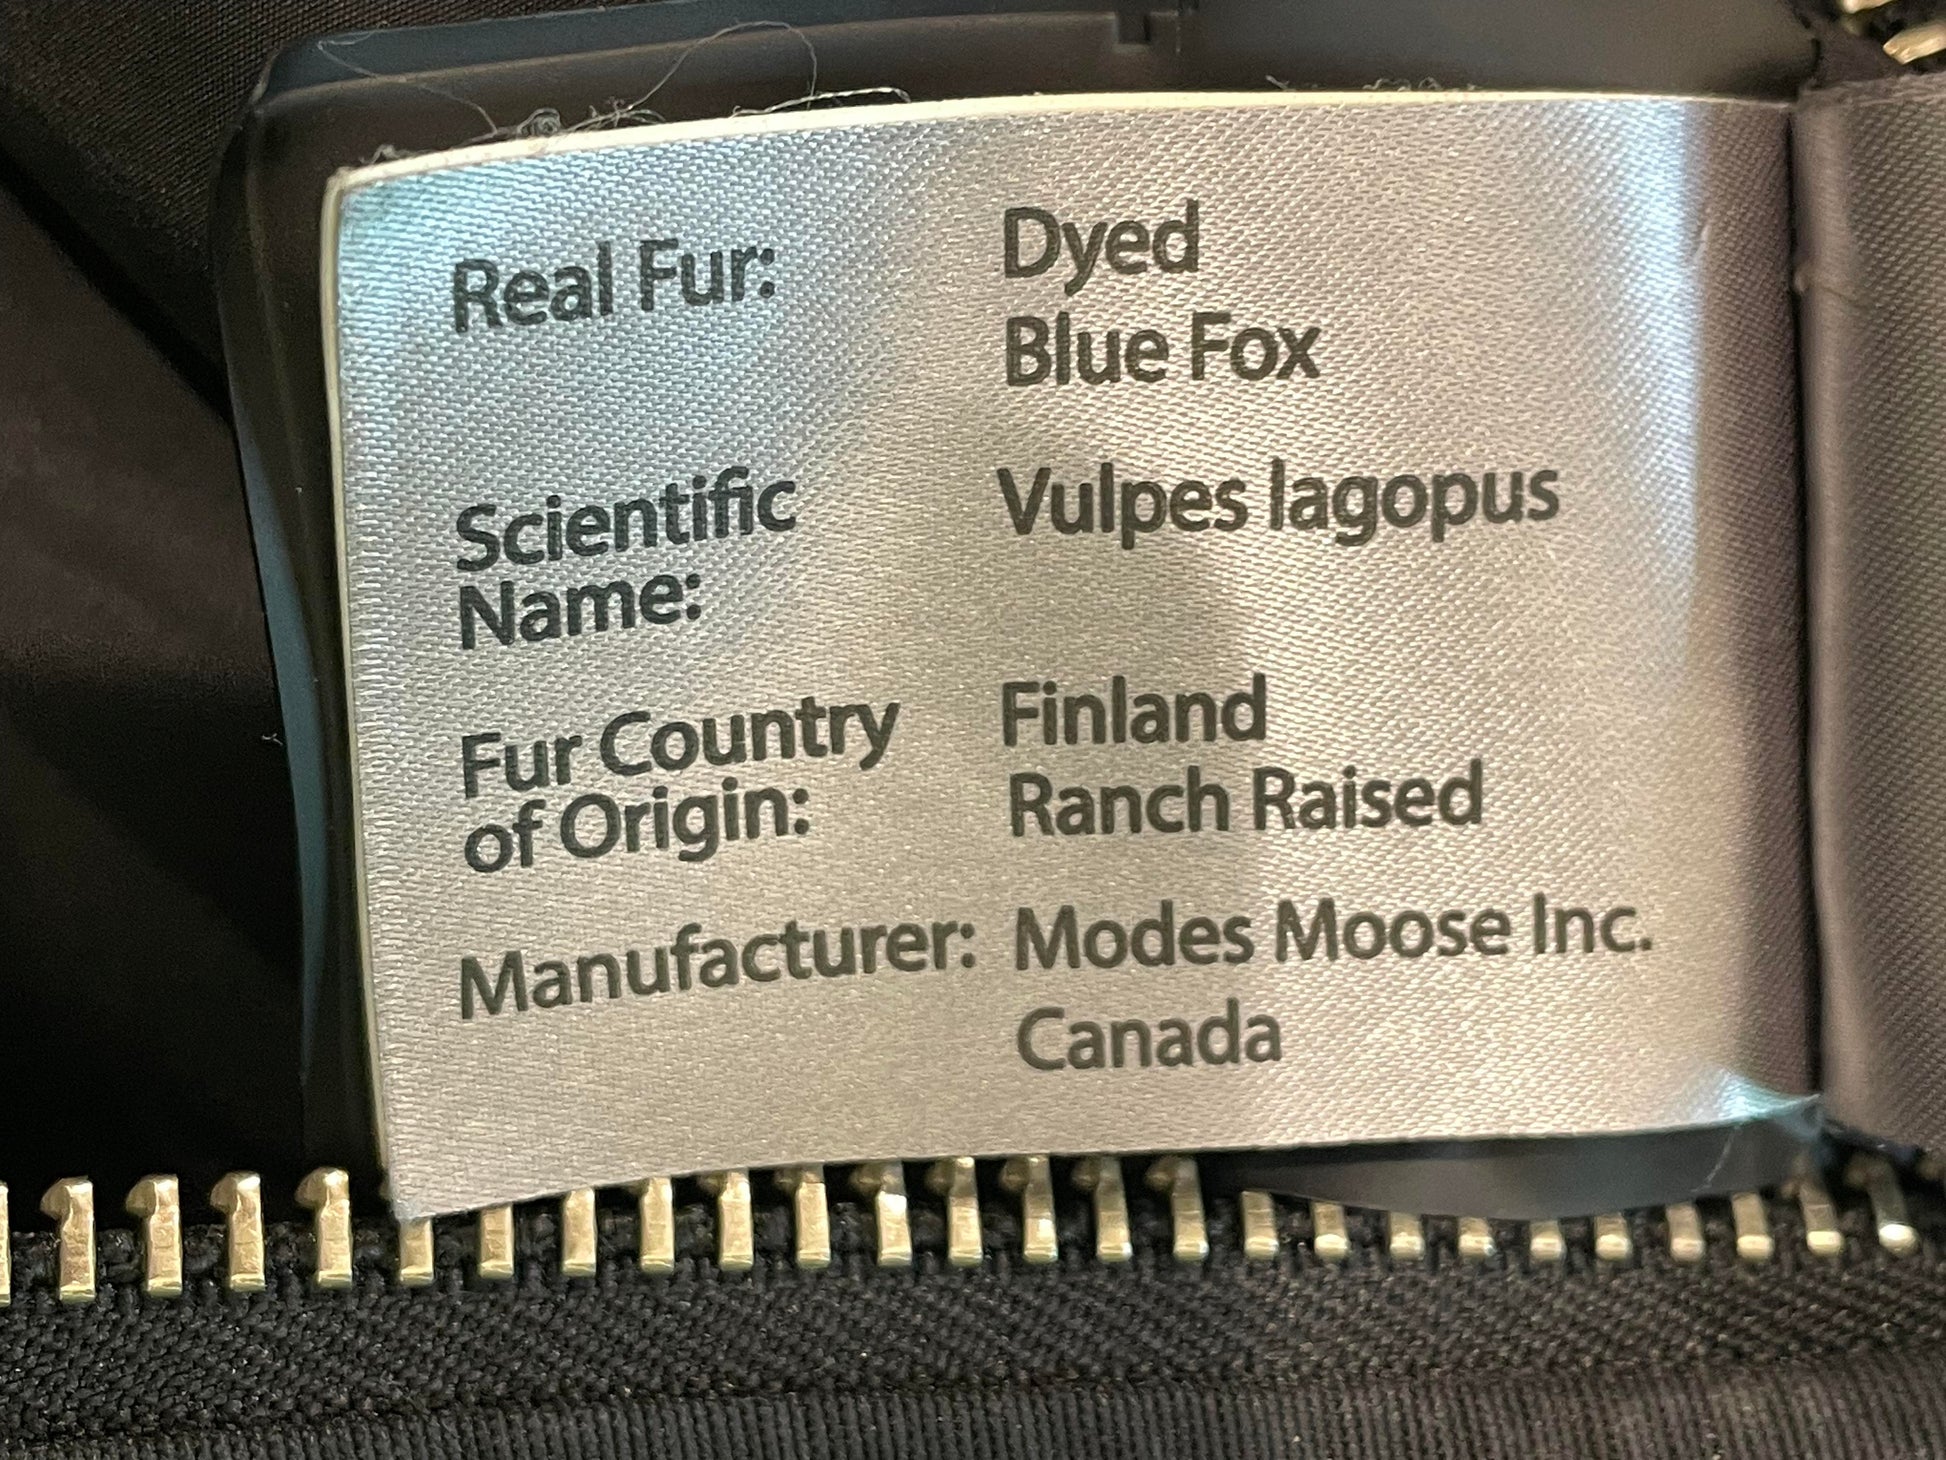 Real Fur: Dyed
Blue Fox
Scientific Vulpes lagopus
Name:
Fur Country Finland
of Origin: Ranch Raised
Manufacturer: Modes Moose Inc.
Canada